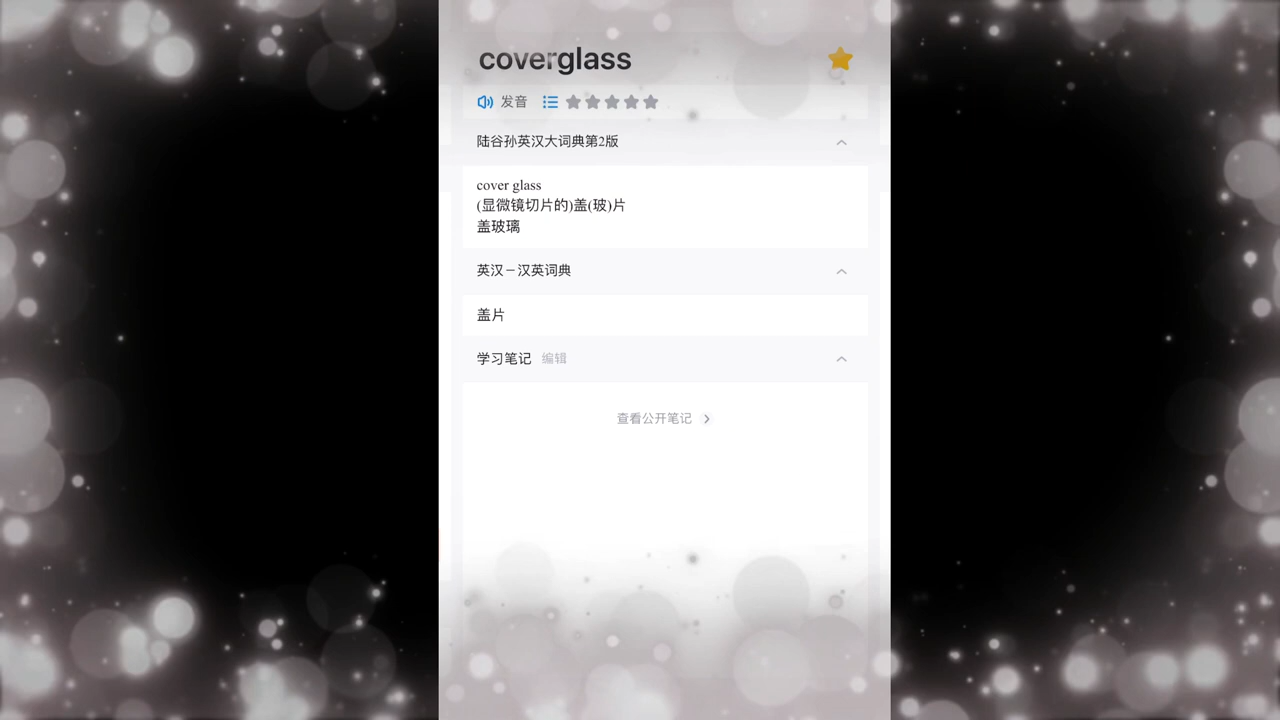 coverglass
发音
陆谷孙英汉大词典第2版
cover glass
(显微镜切片的)盖(玻)片
盖玻璃
英汉－汉英词典
盖片
学习笔记 编辑
查看公开笔记